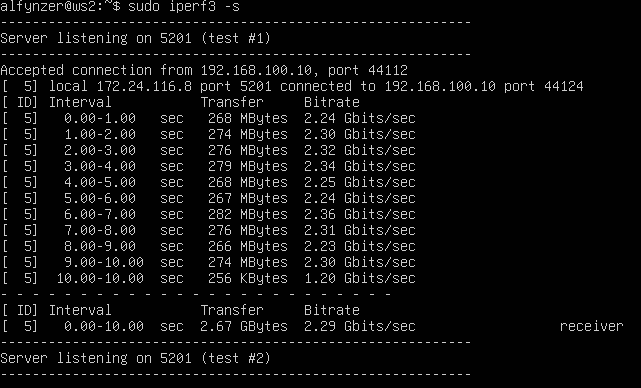 alfynzer@ws2:~$ sudo iperf3 -s
-----------------------------------------------------------
Server listening on 5201 (test #1)
-----------------------------------------------------------
Accepted connection from 192.168.100.10, port 44112
[  5] local 172.24.116.8 port 5201 connected to 192.168.100.10 port 44124
[ ID] Interval           Transfer     Bitrate
[  5]   0.00-1.00   sec   268 MBytes  2.24 Gbits/sec
[  5]   1.00-2.00   sec   274 MBytes  2.30 Gbits/sec
[  5]   2.00-3.00   sec   276 MBytes  2.32 Gbits/sec
[  5]   3.00-4.00   sec   279 MBytes  2.34 Gbits/sec
[  5]   4.00-5.00   sec   268 MBytes  2.25 Gbits/sec
[  5]   5.00-6.00   sec   267 MBytes  2.24 Gbits/sec
[  5]   6.00-7.00   sec   282 MBytes  2.36 Gbits/sec
[  5]   7.00-8.00   sec   276 MBytes  2.31 Gbits/sec
[  5]   8.00-9.00   sec   266 MBytes  2.23 Gbits/sec
[  5]   9.00-10.00  sec   274 MBytes  2.30 Gbits/sec
[  5]  10.00-10.00  sec   256 KBytes  1.20 Gbits/sec
- - - - - - - - - - - - - - - - - - - - - - - - -
[ ID] Interval           Transfer     Bitrate
[  5]   0.00-10.00  sec  2.67 GBytes  2.29 Gbits/sec                  receiver
-----------------------------------------------------------
Server listening on 5201 (test #2)
-----------------------------------------------------------